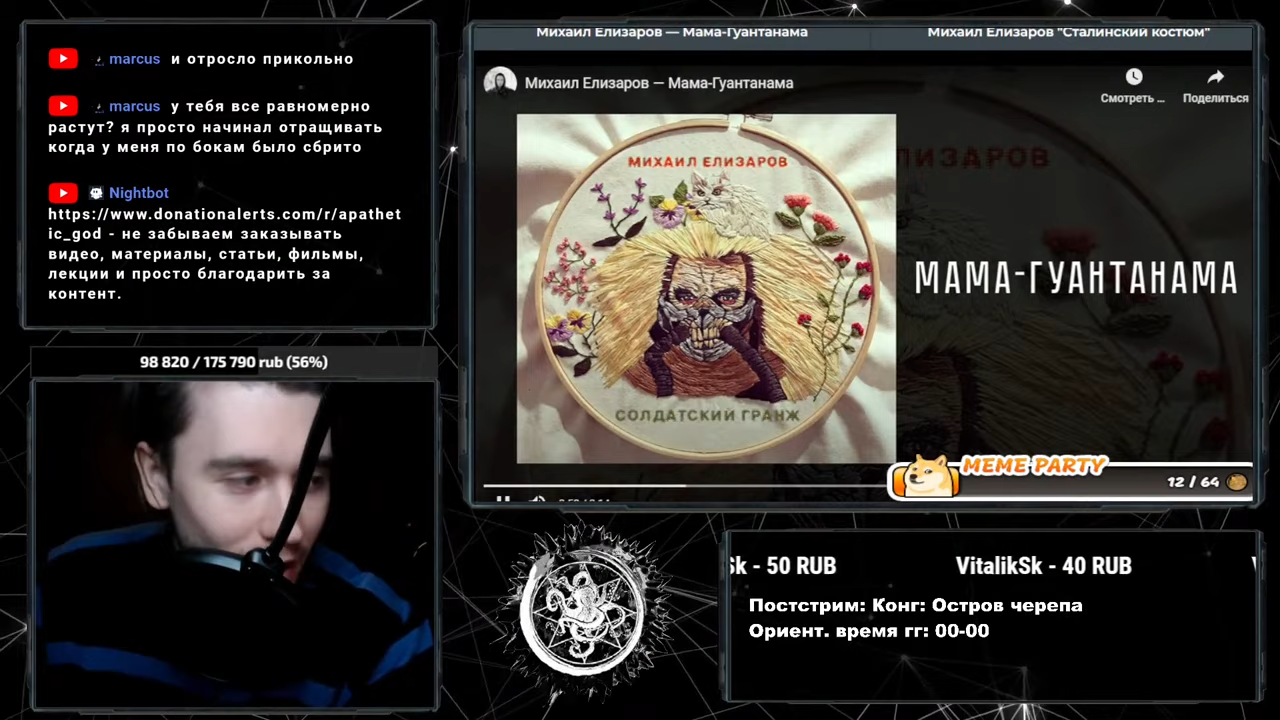 marcus и отросло прикольно
marcus у тебя все равномерно
растут? я просто начинал отращивать
когда у меня по бокам было сбрито
Nightbot
https://www.donationalerts.com/r/apathet
ic_god - не забываем заказывать
видео, материалы, статьи, фильмы,
лекции и просто благодарить за
контент.
98 820 / 175 790 rub (56%)
Михаил Елизаров — Мама-Гуантанама
Михаил Елизаров "Сталинский костюм"
Михаил Елизаров — Мама-Гуантанама
Смотреть ...
Поделиться
МИХАИЛ ЕЛИЗАРОВ
СОЛДАТСКИЙ ГРАНЖ
ЛИЗАРОВ
МАМА-ГУАНТАНАМА
MEME PARTY
12 / 64
Sk - 50 RUB
VitalikSk - 40 RUB
Постстрим: Конг: Остров черепа
Ориент. время гг: 00-00